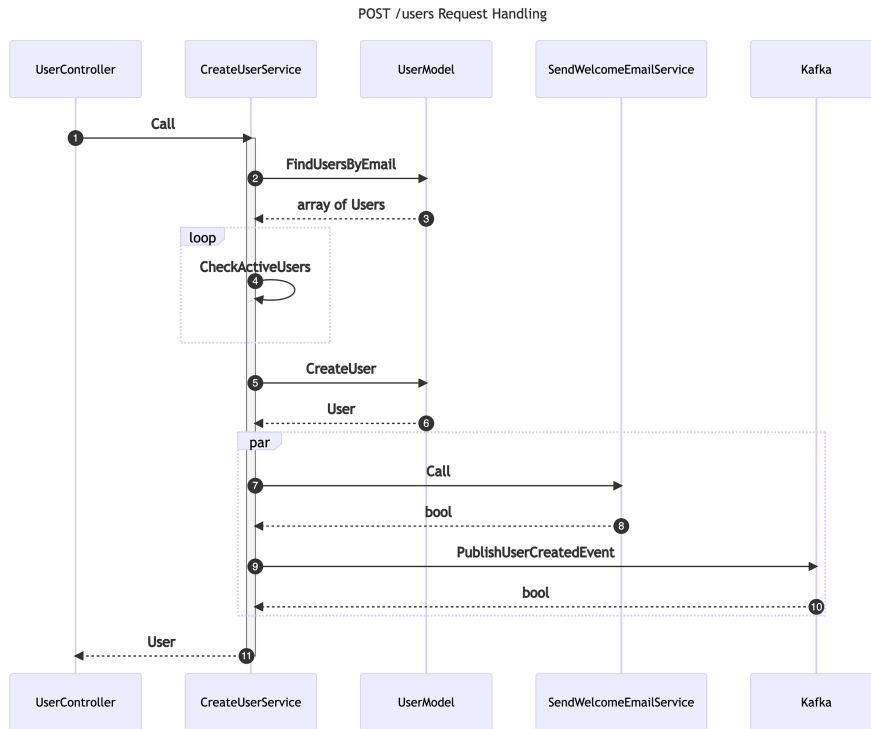 POST /users Request Handling
UserController
CreateUserService
UserModel
SendWelcomeEmailService
Kafka
Call
1
FindUsersByEmail
2
array of Users
3
loop
CheckActiveUsers
4
CreateUser
5
User
6
par
Call
7
bool
8
PublishUserCreatedEvent
9
bool
10
User
11
UserController
CreateUserService
UserModel
SendWelcomeEmailService
Kafka